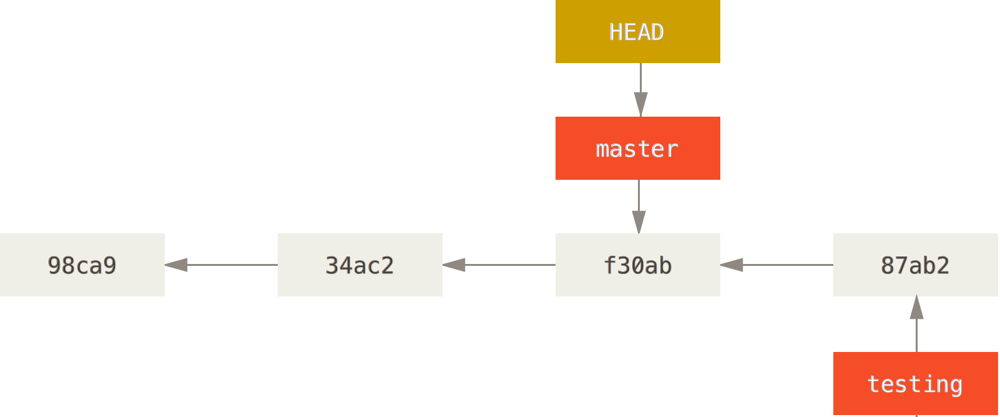 HEAD
master
98ca9
34ac2
f30ab
87ab2
testing